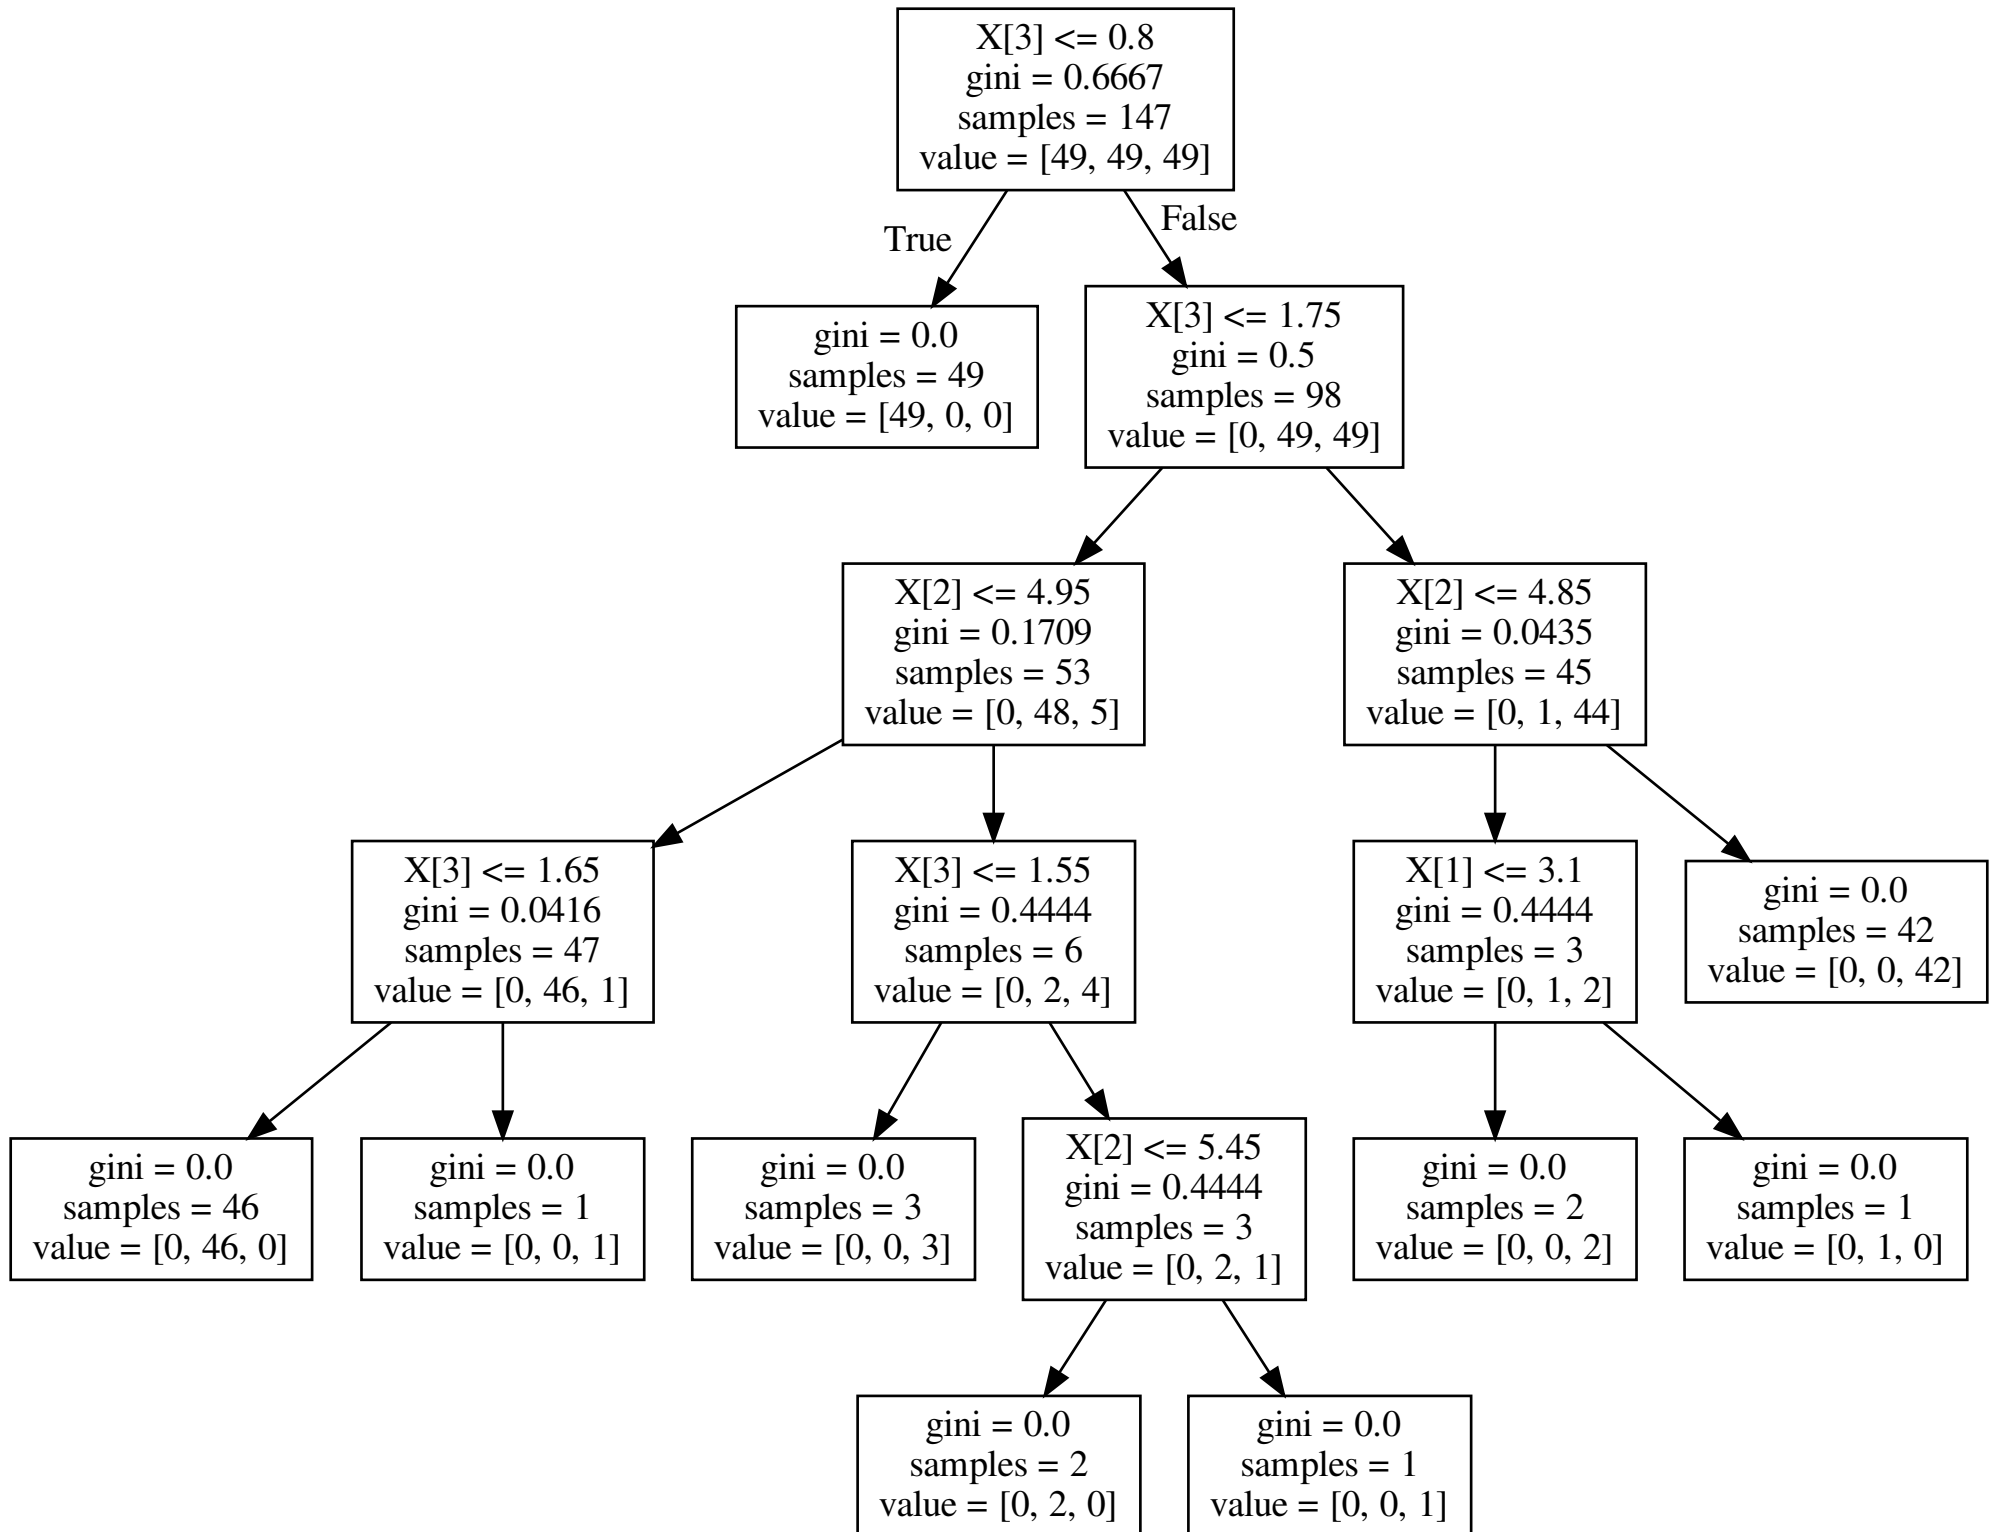 X[3] <= 0.8
gini = 0.6667
samples = 147
value = [49, 49, 49]
True
False
gini = 0.0
samples = 49
value = [49, 0, 0]
X[3] <= 1.75
gini = 0.5
samples = 98
value = [0, 49, 49]
X[2] <= 4.95
gini = 0.1709
samples = 53
value = [0, 48, 5]
X[2] <= 4.85
gini = 0.0435
samples = 45
value = [0, 1, 44]
X[3] <= 1.65
gini = 0.0416
samples = 47
value = [0, 46, 1]
X[3] <= 1.55
gini = 0.4444
samples = 6
value = [0, 2, 4]
X[1] <= 3.1
gini = 0.4444
samples = 3
value = [0, 1, 2]
gini = 0.0
samples = 42
value = [0, 0, 42]
gini = 0.0
samples = 46
value = [0, 46, 0]
gini = 0.0
samples = 1
value = [0, 0, 1]
gini = 0.0
samples = 3
value = [0, 0, 3]
X[2] <= 5.45
gini = 0.4444
samples = 3
value = [0, 2, 1]
gini = 0.0
samples = 2
value = [0, 0, 2]
gini = 0.0
samples = 1
value = [0, 1, 0]
gini = 0.0
samples = 2
value = [0, 2, 0]
gini = 0.0
samples = 1
value = [0, 0, 1]